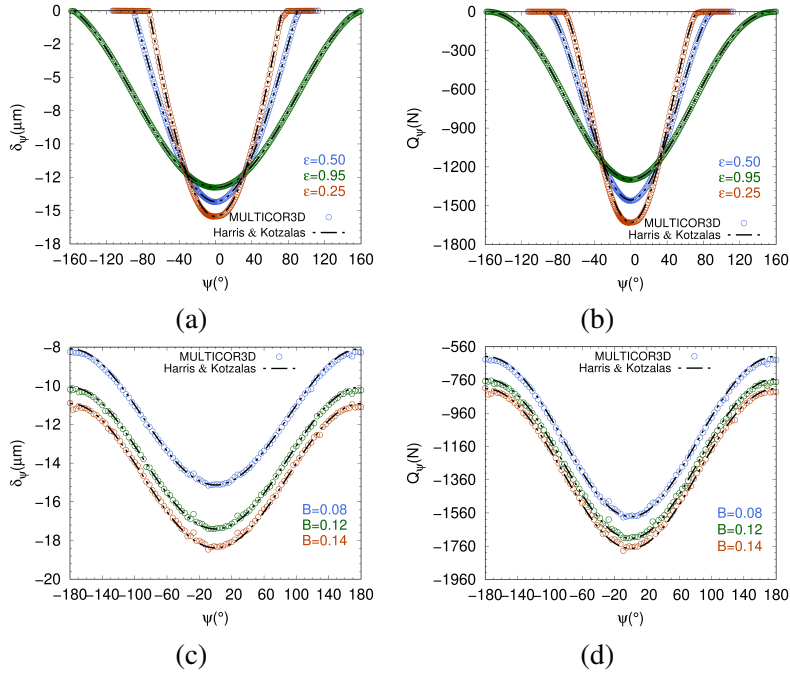 0
−3
−6
−8
−10
−12
−15
−18
δψ(μm)
−160 −120 −80 −40 0 40 80 120 160
ψ(°)
ε=0.50
ε=0.95
ε=0.25
MULTICOR3D
Harris & Kotzalas
(a)
0
−300
−600
−900
−1200
−1500
−1800
Qψ(N)
−160 −120 −80 −40 0 40 80 120 160
ψ(°)
ε=0.50
ε=0.95
ε=0.25
MULTICOR3D
Harris & Kotzalas
(b)
−8
−10
−12
−14
−16
−18
−20
δψ(μm)
−180 −140 −100 −60 −20 20 60 100 140 180
ψ(°)
MULTICOR3D
Harris & Kotzalas
B=0.08
B=0.12
B=0.14
(c)
−560
−760
−960
−1160
−1360
−1560
−1760
−1960
Qψ(N)
−180 −140 −100 −60 −20 20 60 100 140 180
ψ(°)
MULTICOR3D
Harris & Kotzalas
B=0.08
B=0.12
B=0.14
(d)